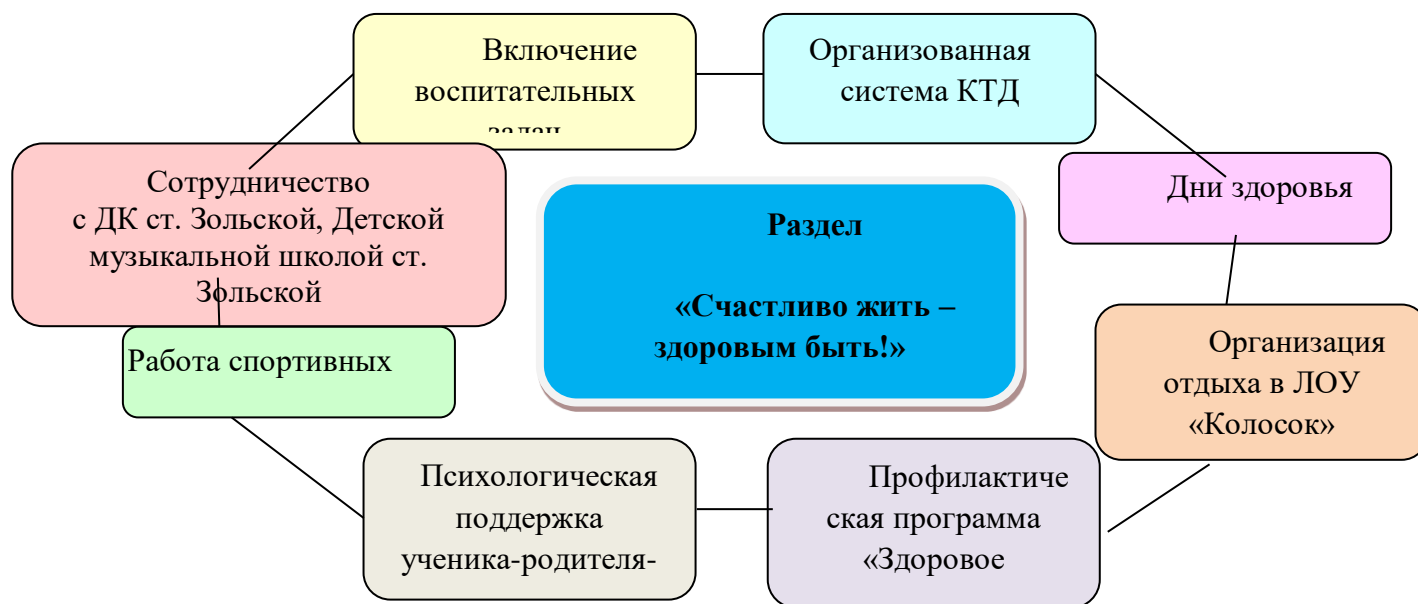 Включение
воспитательных
Организованная
система КТД
Дни здоровья
Организация
отдыха в ЛОУ
«Колосок»
Профилактиче
ская программа
«Здоровое
Психологическая
поддержка
ученика-родителя-
Работа спортивных
Сотрудничество
с ДК ст. Зольской, Детской
музыкальной школой ст.
Зольской
Раздел
«Счастливо жить –
здоровым быть!»